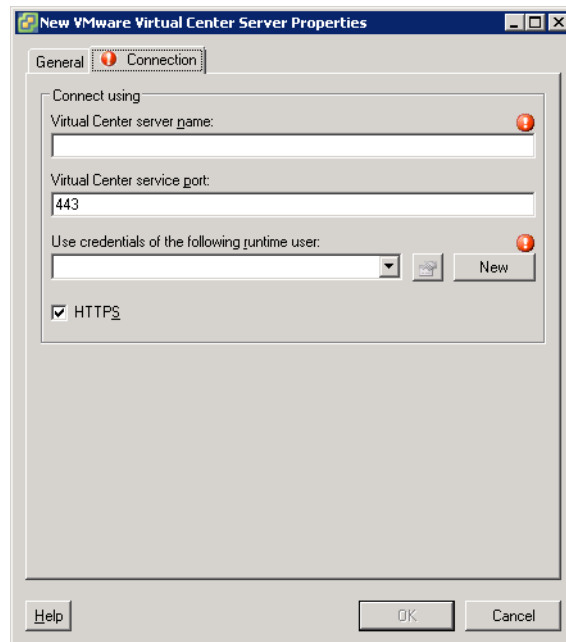 New VMware Virtual Center Server Properties
General Connection
Connect using
Virtual Center server name:
Virtual Center service port:
443
Use credentials of the following runtime user:
New
HTTPS
Help OK Cancel